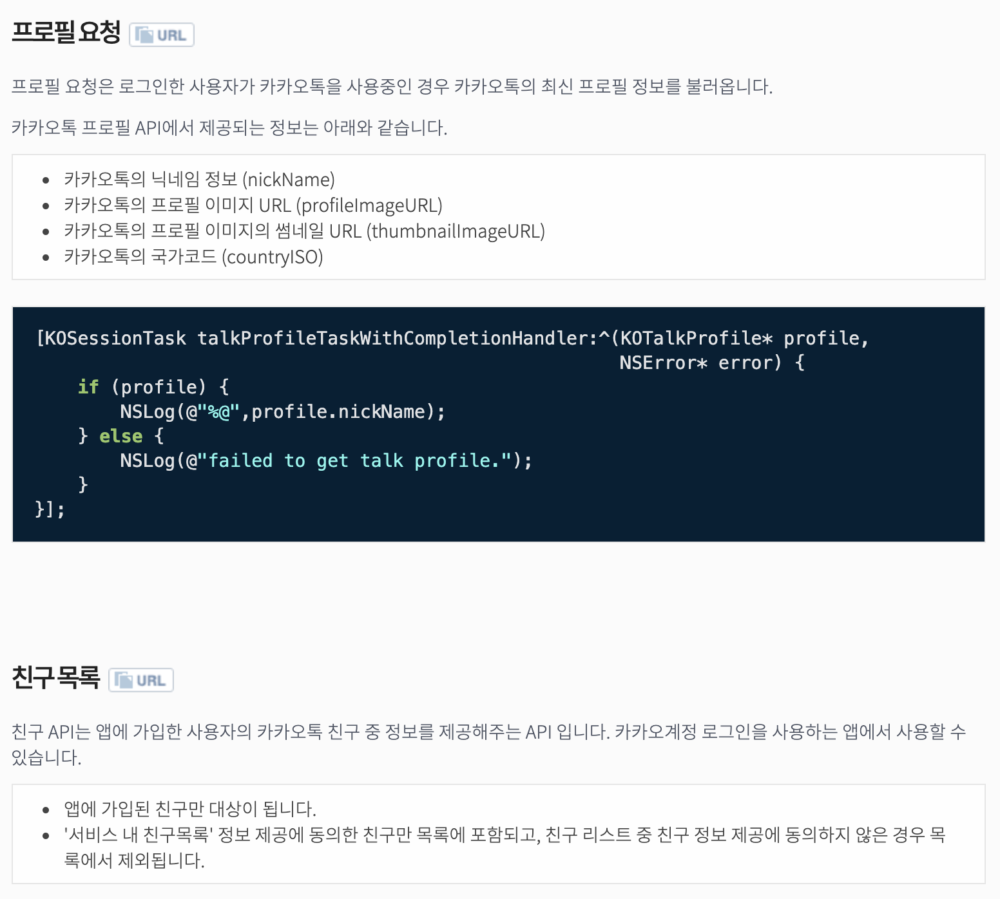 프로필 요청 URL
프로필 요청은 로그인한 사용자가 카카오톡을 사용중인 경우 카카오톡의 최신 프로필 정보를 불러옵니다.
카카오톡 프로필 API에서 제공되는 정보는 아래와 같습니다.
• 카카오톡의 닉네임 정보 (nickName)
• 카카오톡의 프로필 이미지 URL (profileImageURL)
• 카카오톡의 프로필 이미지의 썸네일 URL (thumbnailImageURL)
• 카카오톡의 국가코드 (countryISO)
[KOSessionTask talkProfileTaskWithCompletionHandler:^(KOTalkProfile* profile,
                                                       NSError* error) {
    if (profile) {
        NSLog(@"%@",profile.nickName);
    } else {
        NSLog(@"failed to get talk profile.");
    }
}];
친구 목록 URL
친구 API는 앱에 가입한 사용자의 카카오톡 친구 중 정보를 제공해주는 API 입니다. 카카오계정 로그인을 사용하는 앱에서 사용할 수
있습니다.
• 앱에 가입된 친구만 대상이 됩니다.
• '서비스 내 친구목록' 정보 제공에 동의한 친구만 목록에 포함되고, 친구 리스트 중 친구 정보 제공에 동의하지 않은 경우 목
록에서 제외됩니다.